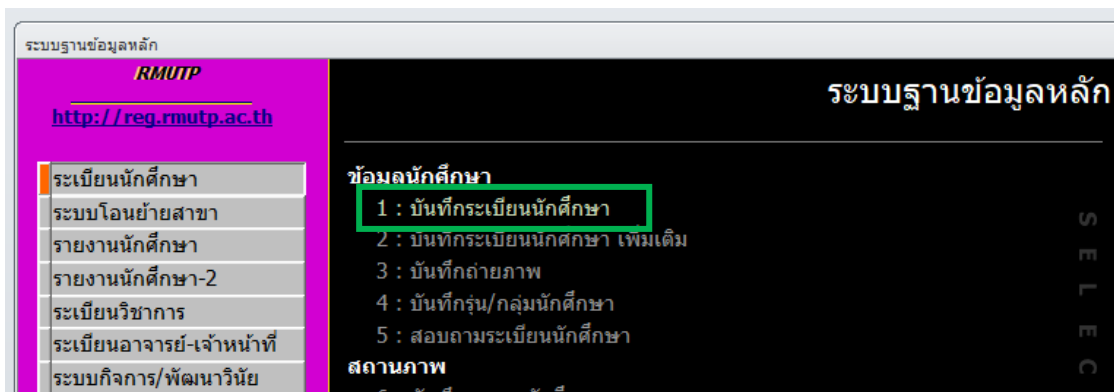 ระบบฐานข้อมูลหลัก
RMUTP
http://reg.rmutp.ac.th
ระบบฐานข้อมูลหลัก
ระเบียนนักศึกษา
ระบบโอนย้ายสาขา
รายงานนักศึกษา
รายงานนักศึกษา-2
ระเบียนวิชาการ
ระเบียนอาจารย์-เจ้าหน้าที่
ระบบกิจการ/พัฒนาวินัย
ข้อมูลนักศึกษา
1 : บันทึกระเบียนนักศึกษา
2 : บันทึกระเบียนนักศึกษา เพิ่มเติม
3 : บันทึกถ่ายภาพ
4 : บันทึกรุ่น/กลุ่มนักศึกษา
5 : สอบถามระเบียนนักศึกษา
สถานภาพ
S E L E C